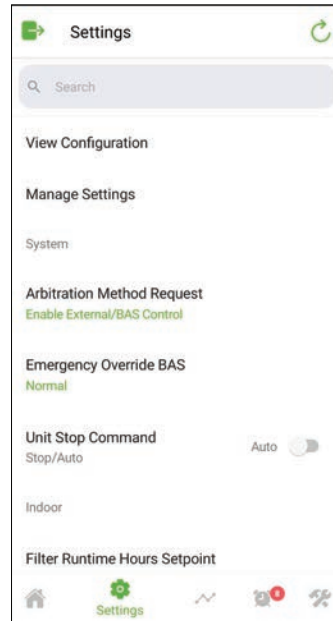 Settings
Search
View Configuration
Manage Settings
System
Arbitration Method Request
Enable External/BAS Control
Emergency Override BAS
Normal
Unit Stop Command
Auto
Stop/Auto
Indoor
Filter Runtime Hours Setpoint
Settings